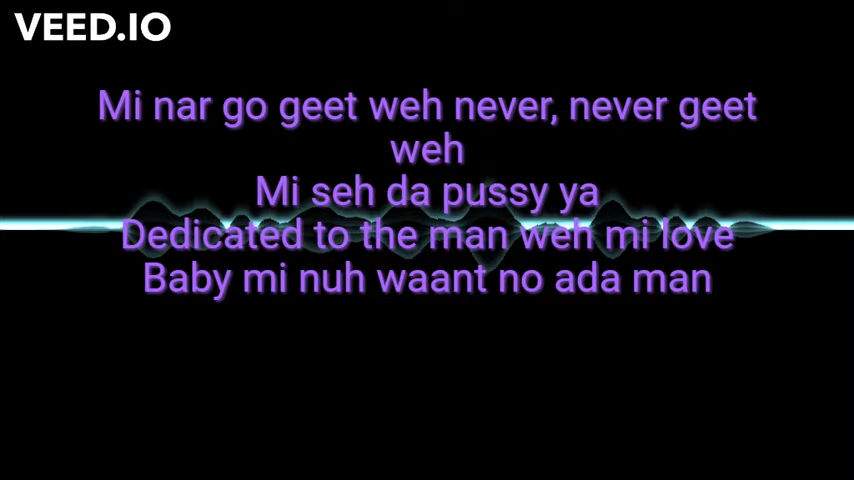 VEED.IO
Mi nar go geet weh never, never geet
weh
Mi seh da pussy ya
Dedicated to the man weh mi love
Baby mi nuh waant no ada man